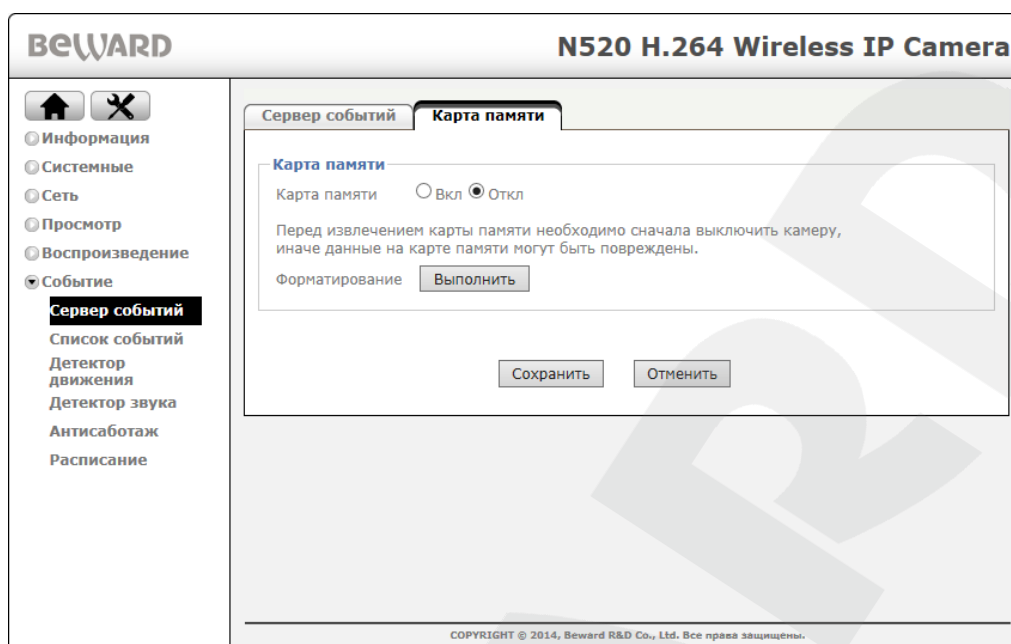 BEWARD
N520 H.264 Wireless IP Camera
Информация
Системные
Сеть
Просмотр
Воспроизведение
Событие
Сервер событий
Список событий
Детектор
движения
Детектор звука
Антисаботаж
Расписание
Сервер событий Карта памяти
Карта памяти
Карта памяти Вкл Откл
Перед извлечением карты памяти необходимо сначала выключить камеру,
иначе данные на карте памяти могут быть повреждены.
Форматирование Выполнить
Сохранить Отменить
COPYRIGHT © 2014, Beward R&D Co., Ltd. Все права защищены.